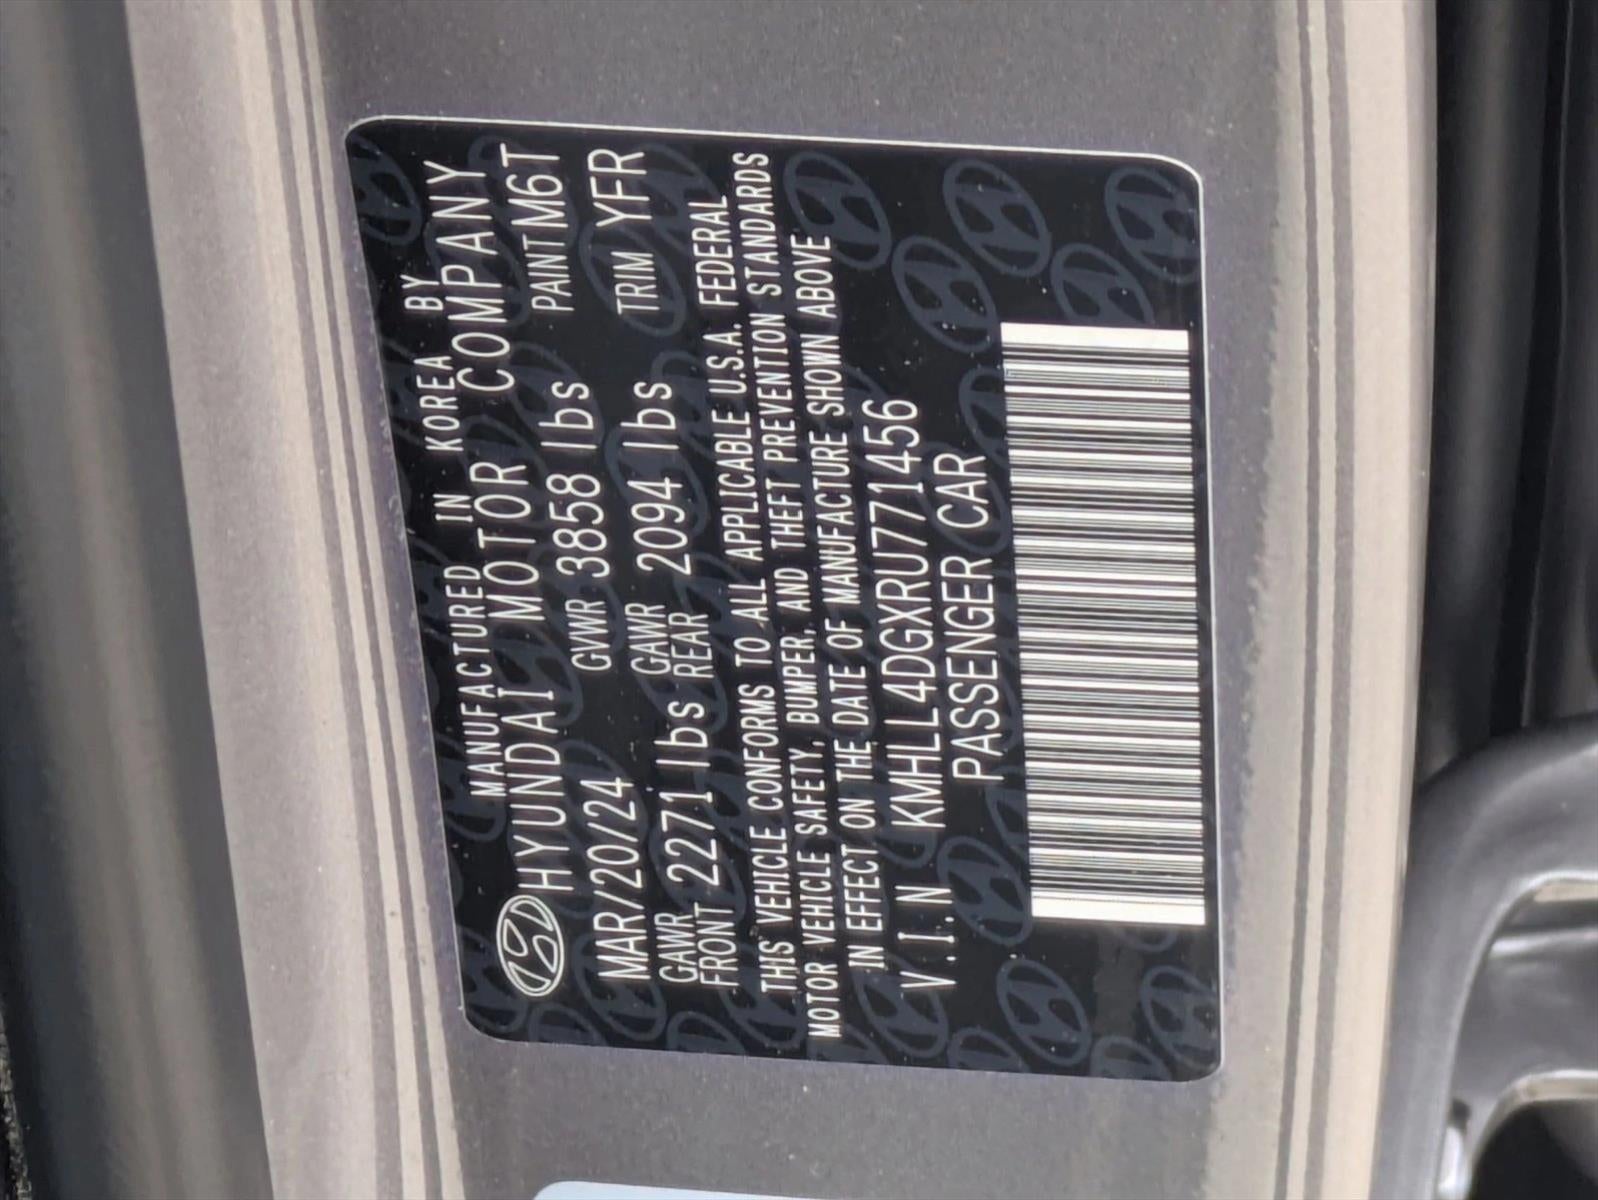 MANUFACTURED IN KOREA BY
HYUNDAI MOTOR COMPANY
MAR/20/24 GVWR 3858 lbs PAINT M6T
GAWR FRONT 2271 lbs GAWR REAR 2094 lbs TRIM YFR
THIS VEHICLE CONFORMS TO ALL APPLICABLE U.S.A. FEDERAL
MOTOR VEHICLE SAFETY, BUMPER, AND THEFT PREVENTION STANDARDS
IN EFFECT ON THE DATE OF MANUFACTURE SHOWN ABOVE
V.I.N KMHLL4DGXRU771456
PASSENGER CAR